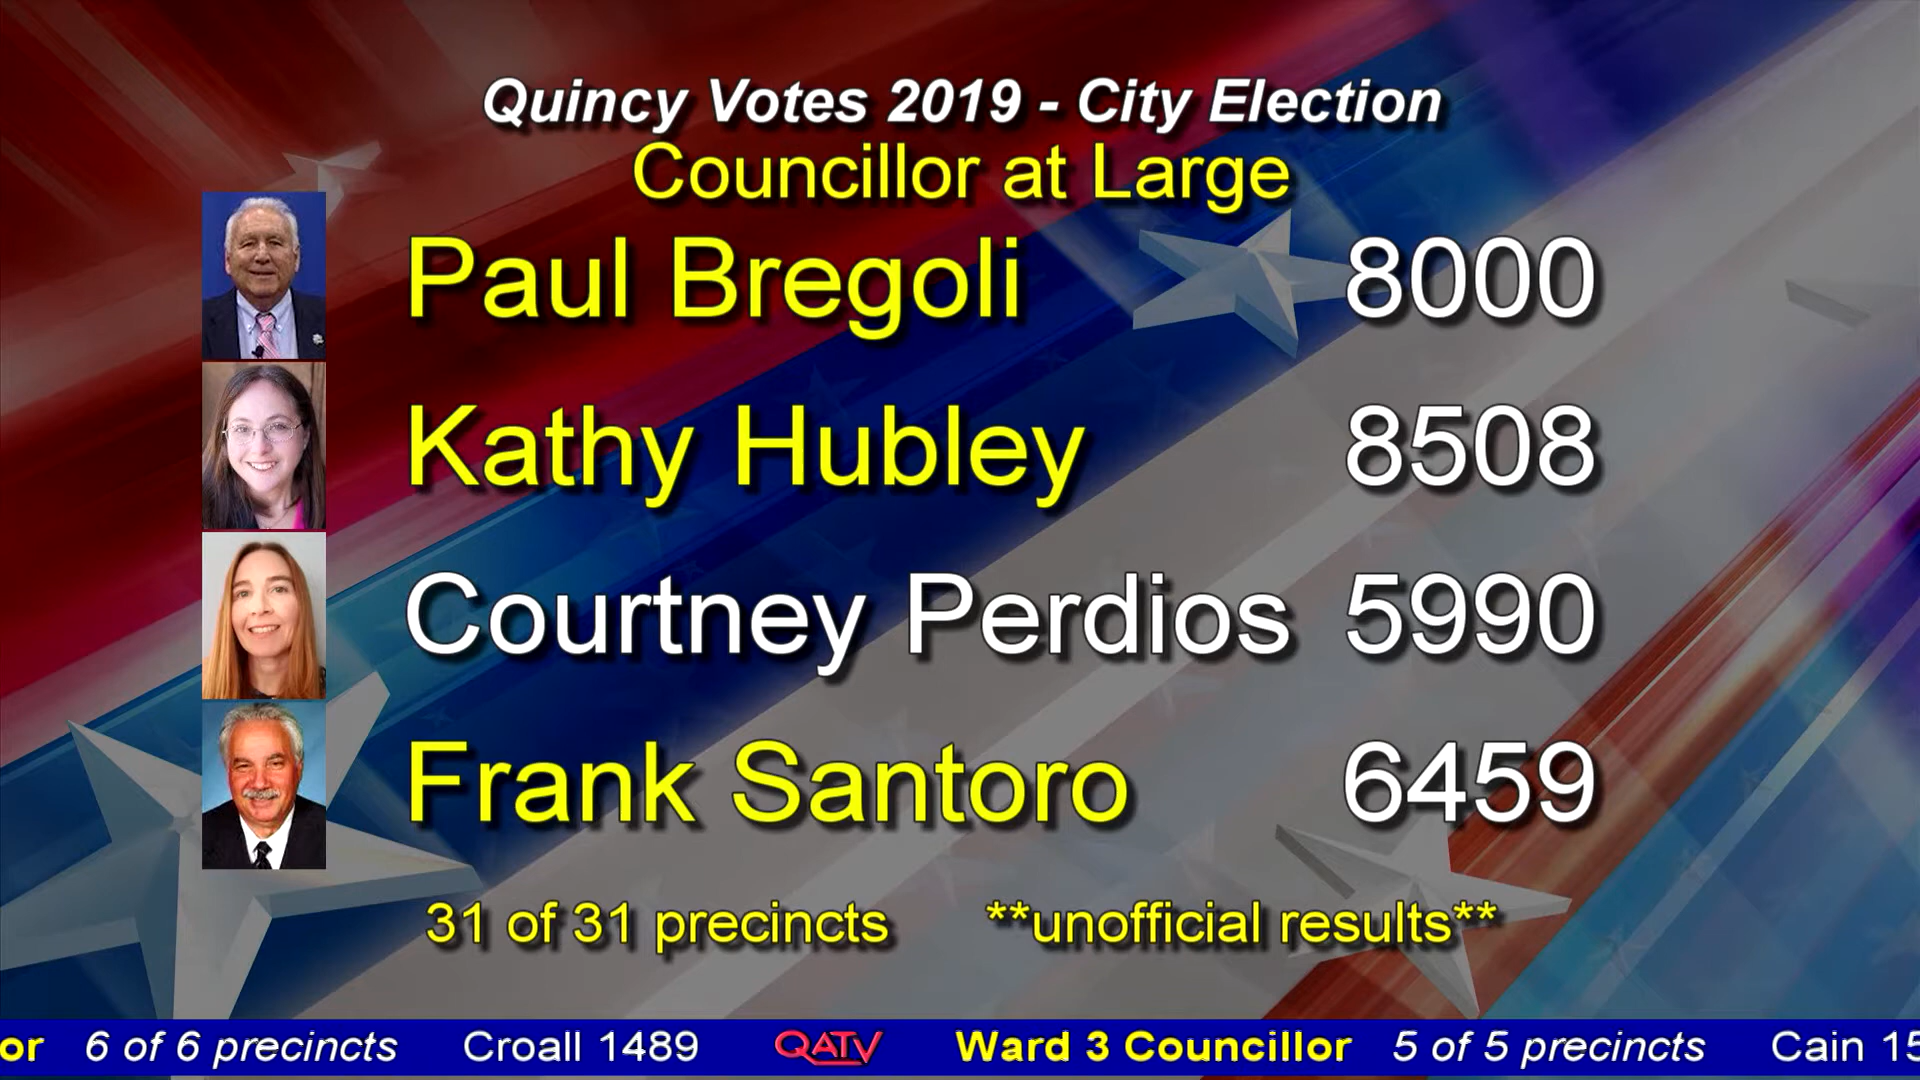 Quincy Votes 2019 - City Election
Councillor at Large
Paul Bregoli 8000
Kathy Hubley 8508
Courtney Perdios 5990
Frank Santoro 6459
31 of 31 precincts **unofficial results**
or 6 of 6 precincts Croall 1489 QATV Ward 3 Councillor 5 of 5 precincts Cain 15